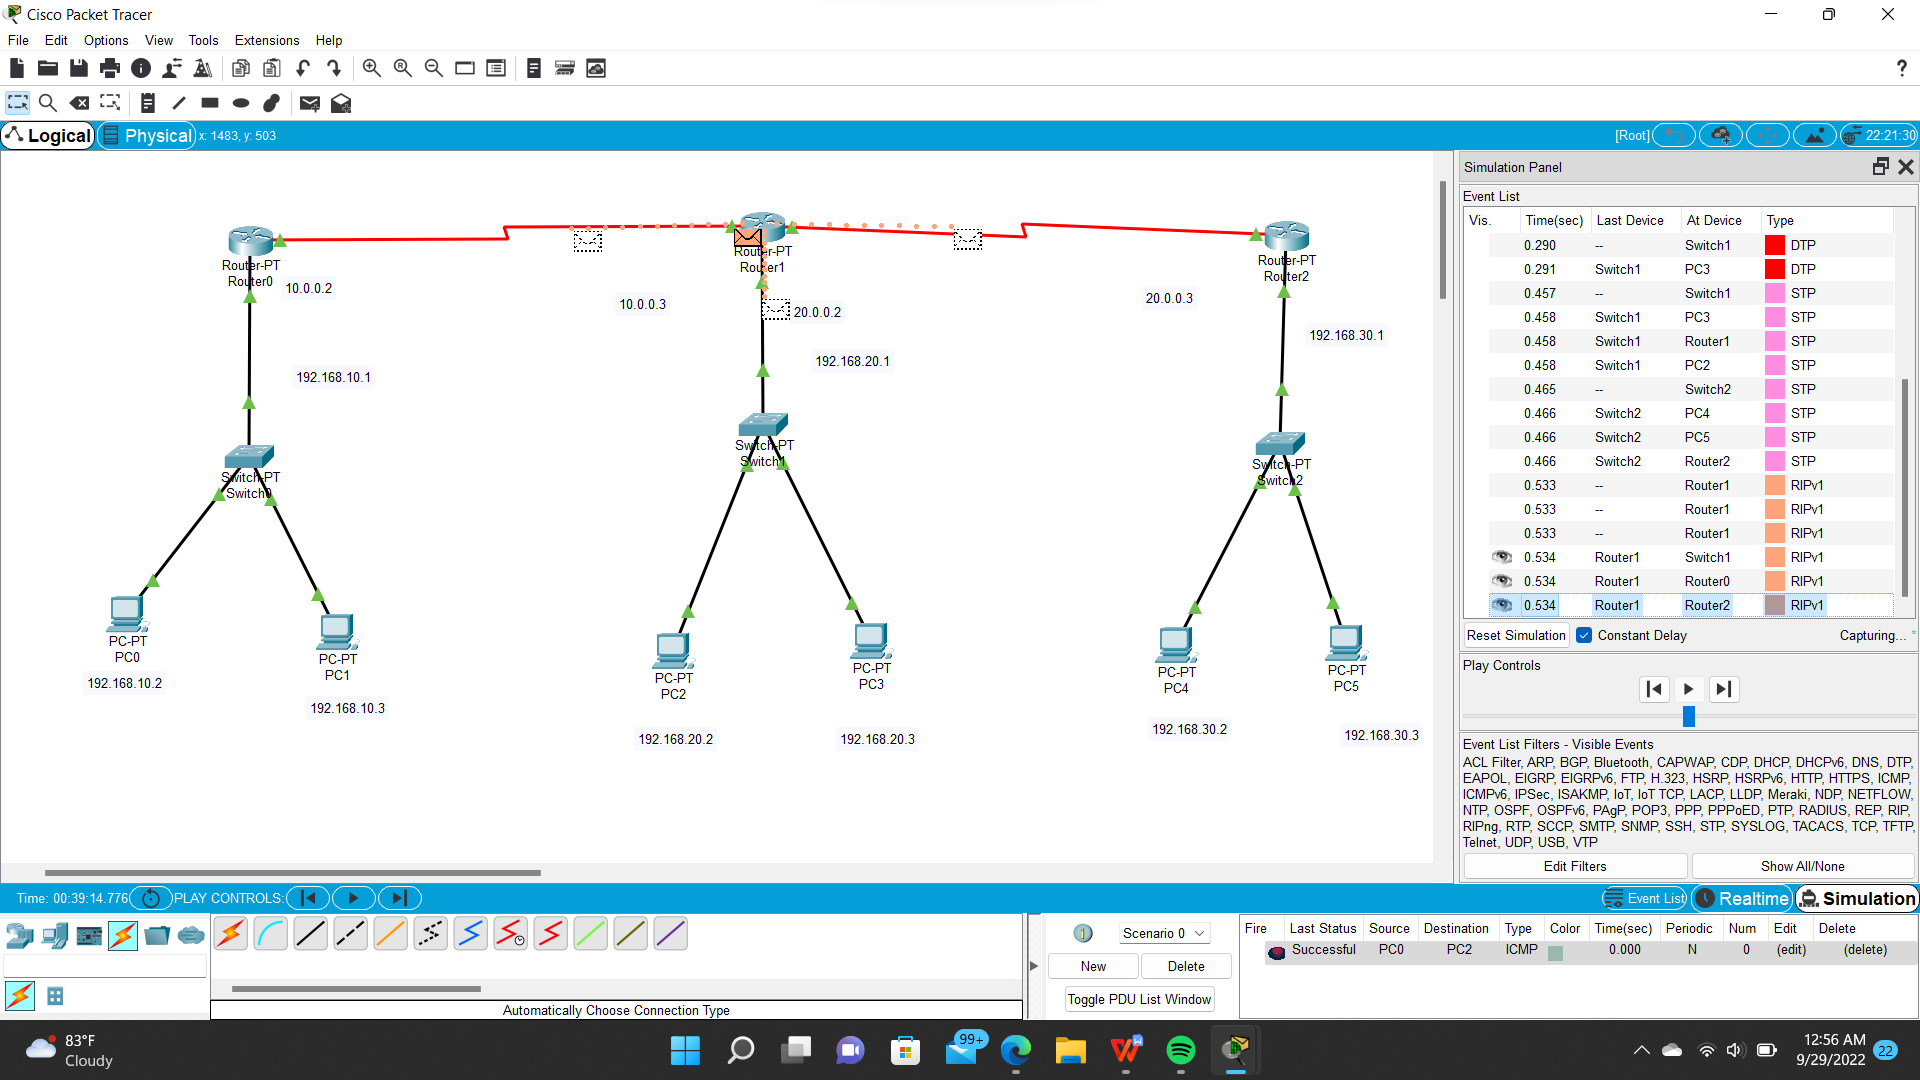 Cisco Packet Tracer
File Edit Options View Tools Extensions Help
?
Logical Physical x: 1483, y: 503 [Root] 22:21:30
Router-PT
Router0
10.0.0.2
192.168.10.1
Switch-PT
Switch0
PC-PT
PC0
192.168.10.2
PC-PT
PC1
192.168.10.3
Router-PT
Router1
10.0.0.3
20.0.0.2
192.168.20.1
Switch-PT
Switch1
PC-PT
PC2
192.168.20.2
PC-PT
PC3
192.168.20.3
Router-PT
Router2
20.0.0.3
192.168.30.1
Switch-PT
Switch2
PC-PT
PC4
192.168.30.2
PC-PT
PC5
192.168.30.3
Simulation Panel
Event List
Vis. Time(sec) Last Device At Device Type
0.290 -- Switch1 DTP
0.291 Switch1 PC3 DTP
0.457 -- Switch1 STP
0.458 Switch1 PC3 STP
0.458 Switch1 Router1 STP
0.458 Switch1 PC2 STP
0.465 -- Switch2 STP
0.466 Switch2 PC4 STP
0.466 Switch2 PC5 STP
0.466 Switch2 Router2 STP
0.533 -- Router1 RIPv1
0.533 -- Router1 RIPv1
0.533 -- Router1 RIPv1
0.534 Router1 Switch1 RIPv1
0.534 Router1 Router0 RIPv1
0.534 Router1 Router2 RIPv1
Reset Simulation Constant Delay Capturing...
Play Controls
Event List Filters - Visible Events
ACL Filter, ARP, BGP, Bluetooth, CAPWAP, CDP, DHCP, DHCPv6, DNS, DTP,
EAPOL, EIGRP, EIGRPv6, FTP, H.323, HSRP, HSRPv6, HTTP, HTTPS, ICMP,
ICMPv6, IPSec, ISAKMP, IoT, IoT TCP, LACP, LLDP, Meraki, NDP, NETFLOW,
NTP, OSPF, OSPFv6, PAgP, POP3, PPP, PPPoED, PTP, RADIUS, REP, RIP,
RIPng, RTP, SCCP, SMTP, SNMP, SSH, STP, SYSLOG, TACACS, TCP, TFTP,
Telnet, UDP, USB, VTP
Edit Filters Show All/None
Time: 00:39:14.776 PLAY CONTROLS: Event List Realtime Simulation
Automatically Choose Connection Type
Scenario 0
New Delete
Toggle PDU List Window
Fire Last Status Source Destination Type Color Time(sec) Periodic Num Edit Delete
Successful PC0 PC2 ICMP 0.000 N 0 (edit) (delete)
83°F
Cloudy
99+
12:56 AM
9/29/2022
22